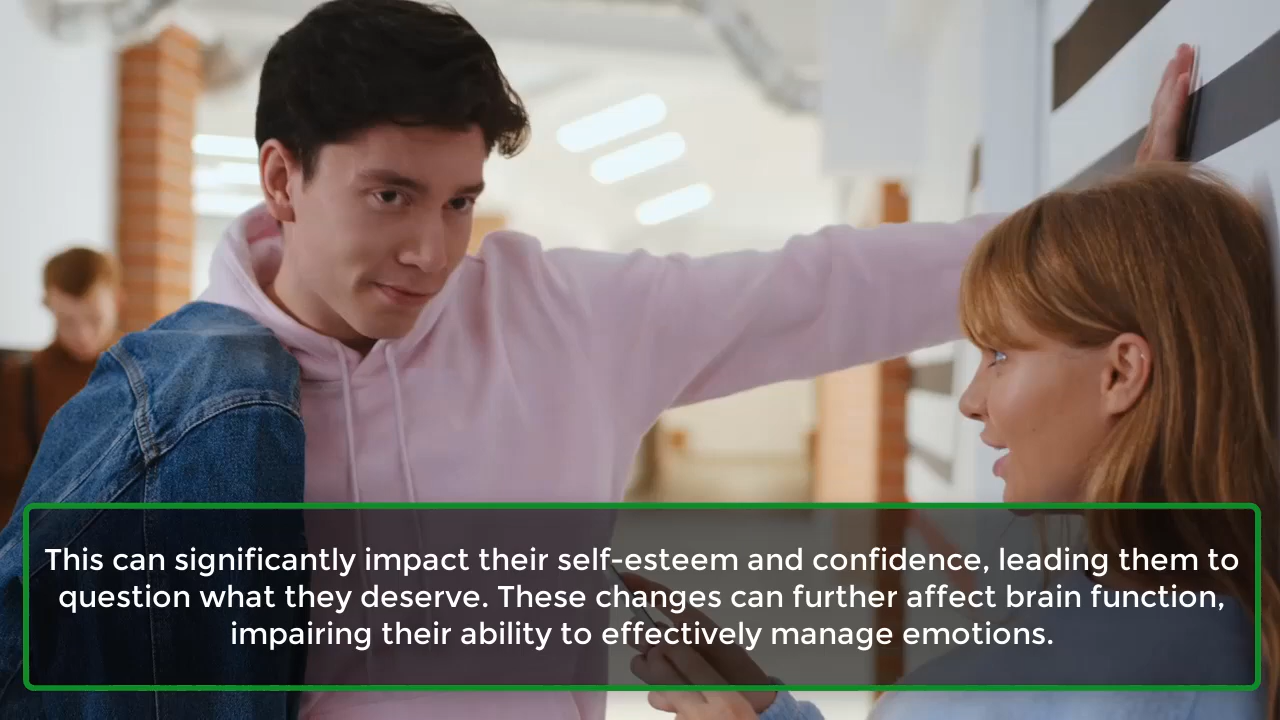 This can significantly impact their self-esteem and confidence, leading them to
question what they deserve. These changes can further affect brain function,
impairing their ability to effectively manage emotions.